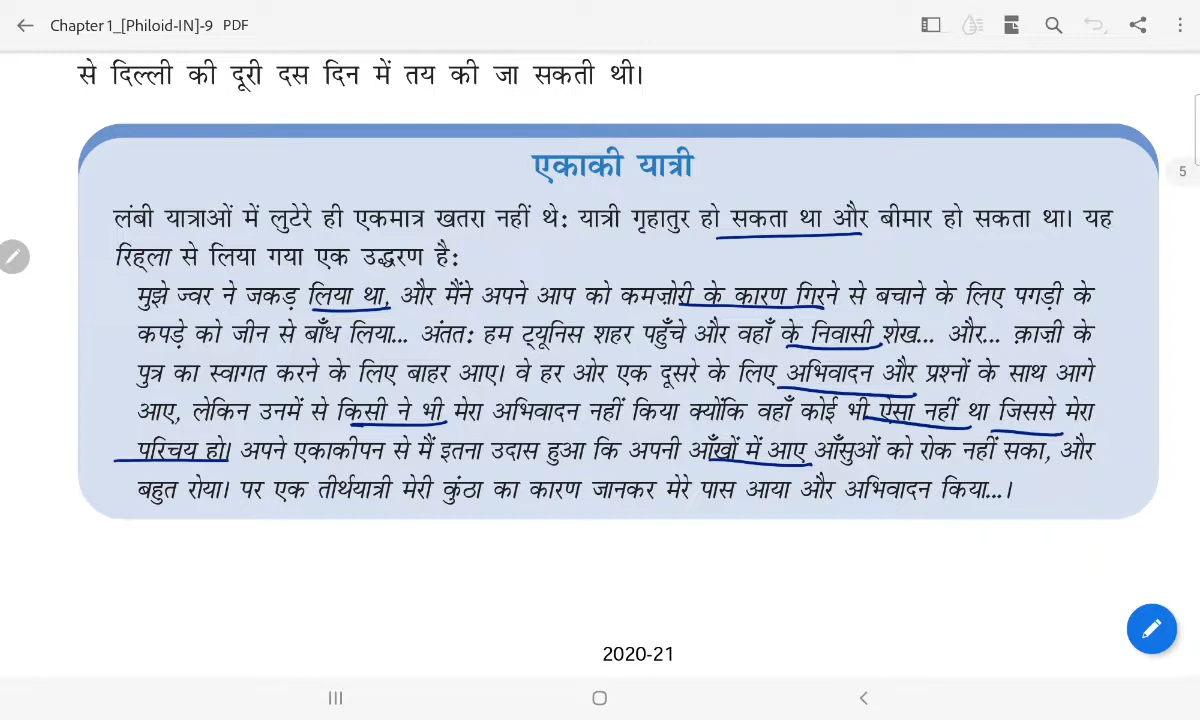 Chapter 1_[Philoid-IN]-9 PDF
से दिल्ली की दूरी दस दिन में तय की जा सकती थी।
एकाकी यात्री
5
लंबी यात्राओं में लुटेरे ही एकमात्र खतरा नहीं थे: यात्री गृहातुर हो सकता था और बीमार हो सकता था। यह
रिह्ला से लिया गया एक उद्धरण है:
मुझे ज्वर ने जकड़ लिया था, और मैंने अपने आप को कमज़ोरी के कारण गिरने से बचाने के लिए पगड़ी के
कपड़े को जीन से बाँध लिया... अंतत: हम ट्यूनिस शहर पहुँचे और वहाँ के निवासी शेख... और... क़ाज़ी के
पुत्र का स्वागत करने के लिए बाहर आए। वे हर ओर एक दूसरे के लिए अभिवादन और प्रश्नों के साथ आगे
आए, लेकिन उनमें से किसी ने भी मेरा अभिवादन नहीं किया क्योंकि वहाँ कोई भी ऐसा नहीं था जिससे मेरा
परिचय हो। अपने एकाकीपन से मैं इतना उदास हुआ कि अपनी आँखों में आए आँसुओं को रोक नहीं सका, और
बहुत रोया। पर एक तीर्थयात्री मेरी कुंठा का कारण जानकर मेरे पास आया और अभिवादन किया...।
2020-21